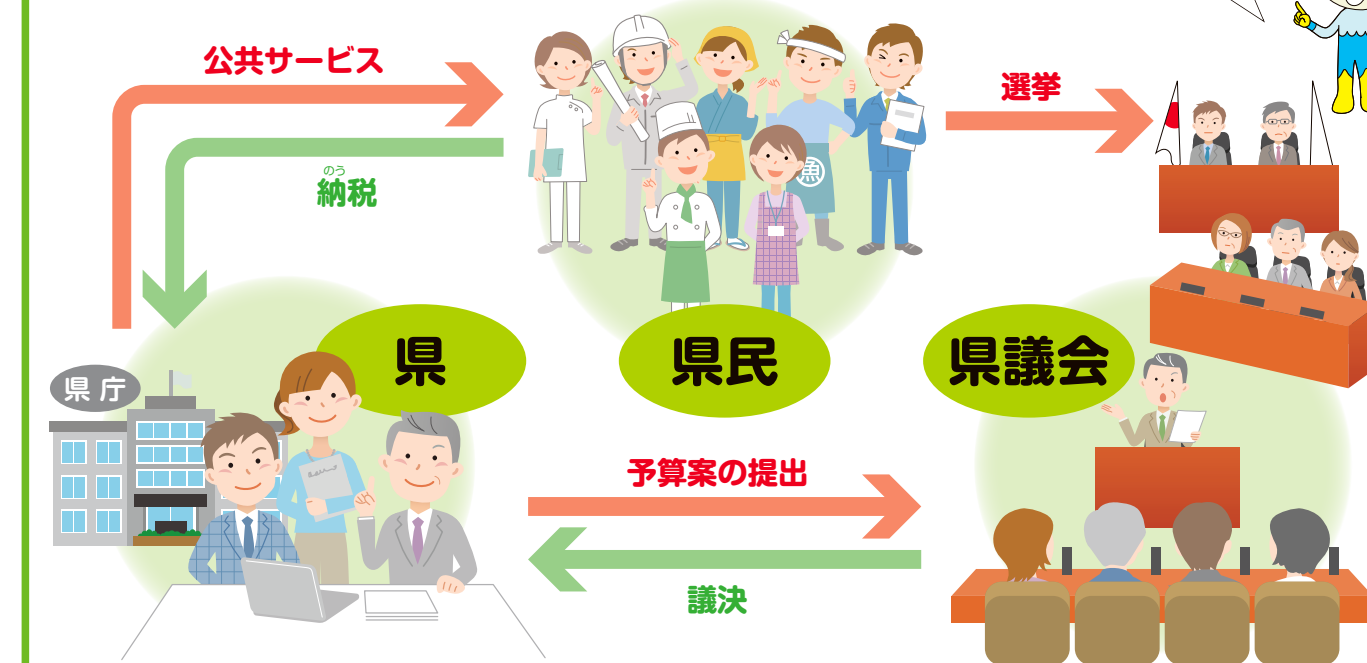 公共サービス
選挙
のう
納税
魚
県
県民
県議会
県庁
予算案の提出
議決